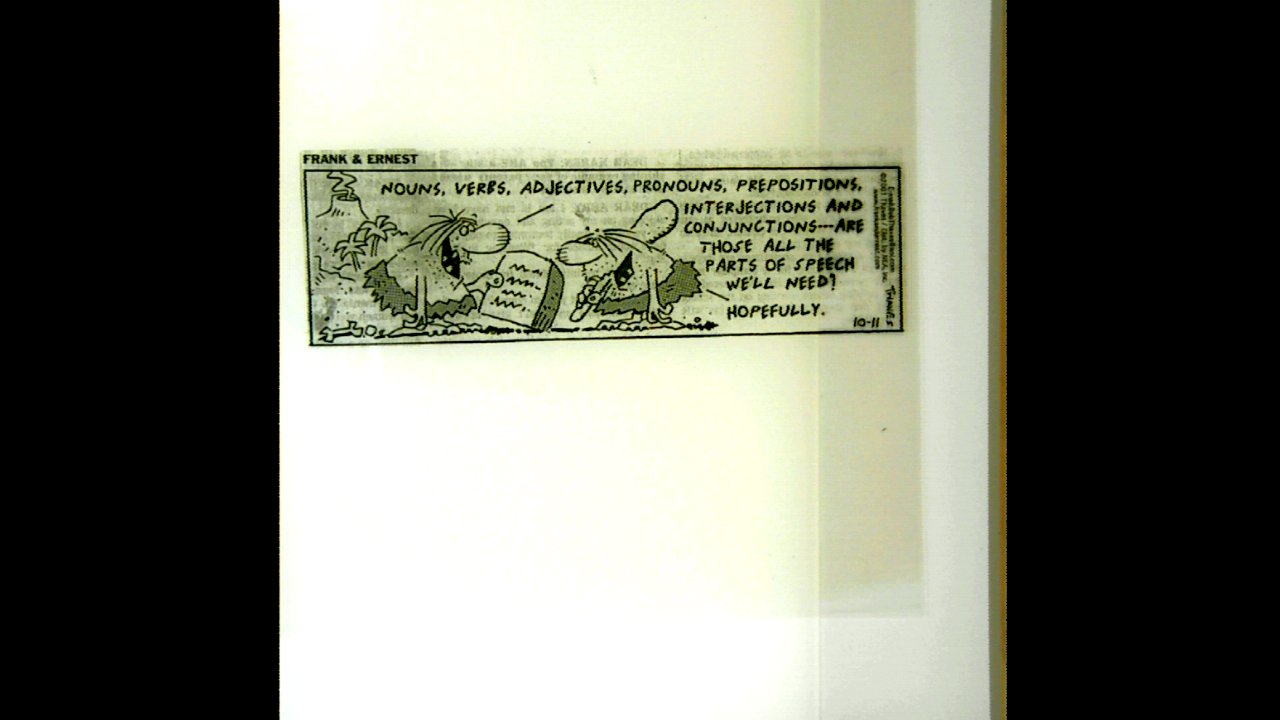 FRANK & ERNEST
NOUNS, VERBS, ADJECTIVES, PRONOUNS, PREPOSITIONS,
INTERJECTIONS AND
CONJUNCTIONS---ARE
THOSE ALL THE
PARTS OF SPEECH
WE'LL NEED?
HOPEFULLY.
10-11
THAVES